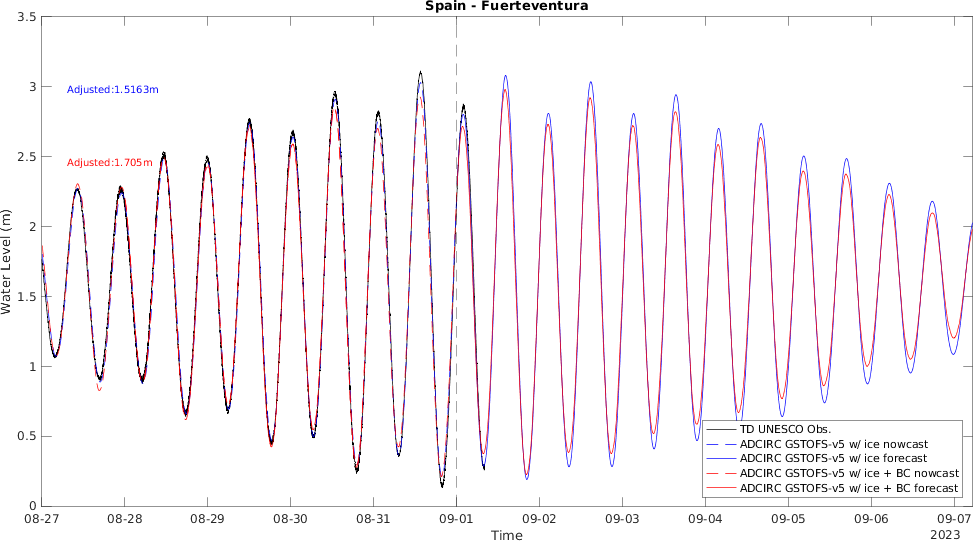 Spain - Fuerteventura
3.5
3
2.5
2
1.5
1
0.5
0
Water Level (m)
Adjusted:1.5163m
Adjusted:1.705m
TD UNESCO Obs.
ADCIRC GSTOFS-v5 w/ ice nowcast
ADCIRC GSTOFS-v5 w/ ice forecast
ADCIRC GSTOFS-v5 w/ ice + BC nowcast
ADCIRC GSTOFS-v5 w/ ice + BC forecast
08-27 08-28 08-29 08-30 08-31 09-01 09-02 09-03 09-04 09-05 09-06 09-07
Time
2023